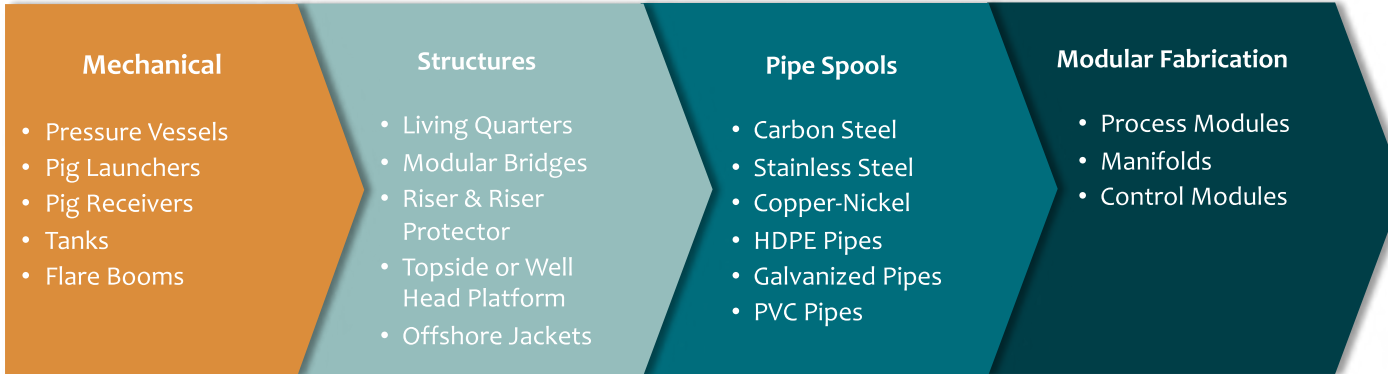 Mechanical
• Pressure Vessels
• Pig Launchers
• Pig Receivers
• Tanks
• Flare Booms
Structures
• Living Quarters
• Modular Bridges
• Riser & Riser
Protector
• Topside or Well
Head Platform
• Offshore Jackets
Pipe Spools
• Carbon Steel
• Stainless Steel
• Copper-Nickel
• HDPE Pipes
• Galvanized Pipes
• PVC Pipes
Modular Fabrication
• Process Modules
• Manifolds
• Control Modules